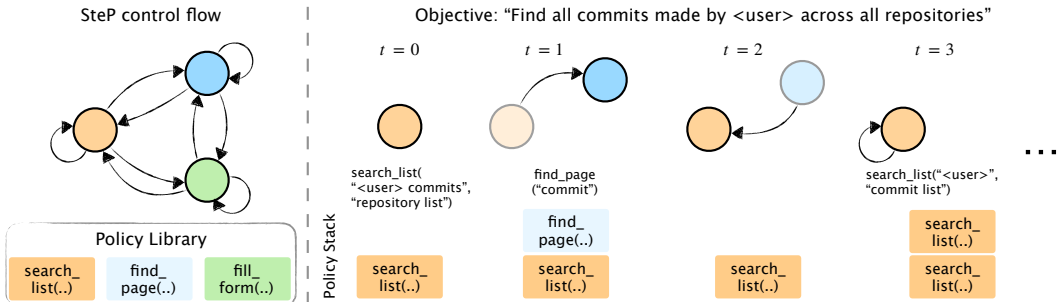 SteP control flow
Policy Library
search_
list(..)
find_
page(..)
fill_
form(..)
Objective: “Find all commits made by <user> across all repositories”
t = 0
t = 1
t = 2
t = 3
search_list(
“<user> commits”,
“repository list”)
find_page
(“commit”)
search_list(“<user>”,
“commit list”)
...
Policy Stack
search_
list(..)
find_
page(..)
search_
list(..)
search_
list(..)
search_
list(..)
search_
list(..)